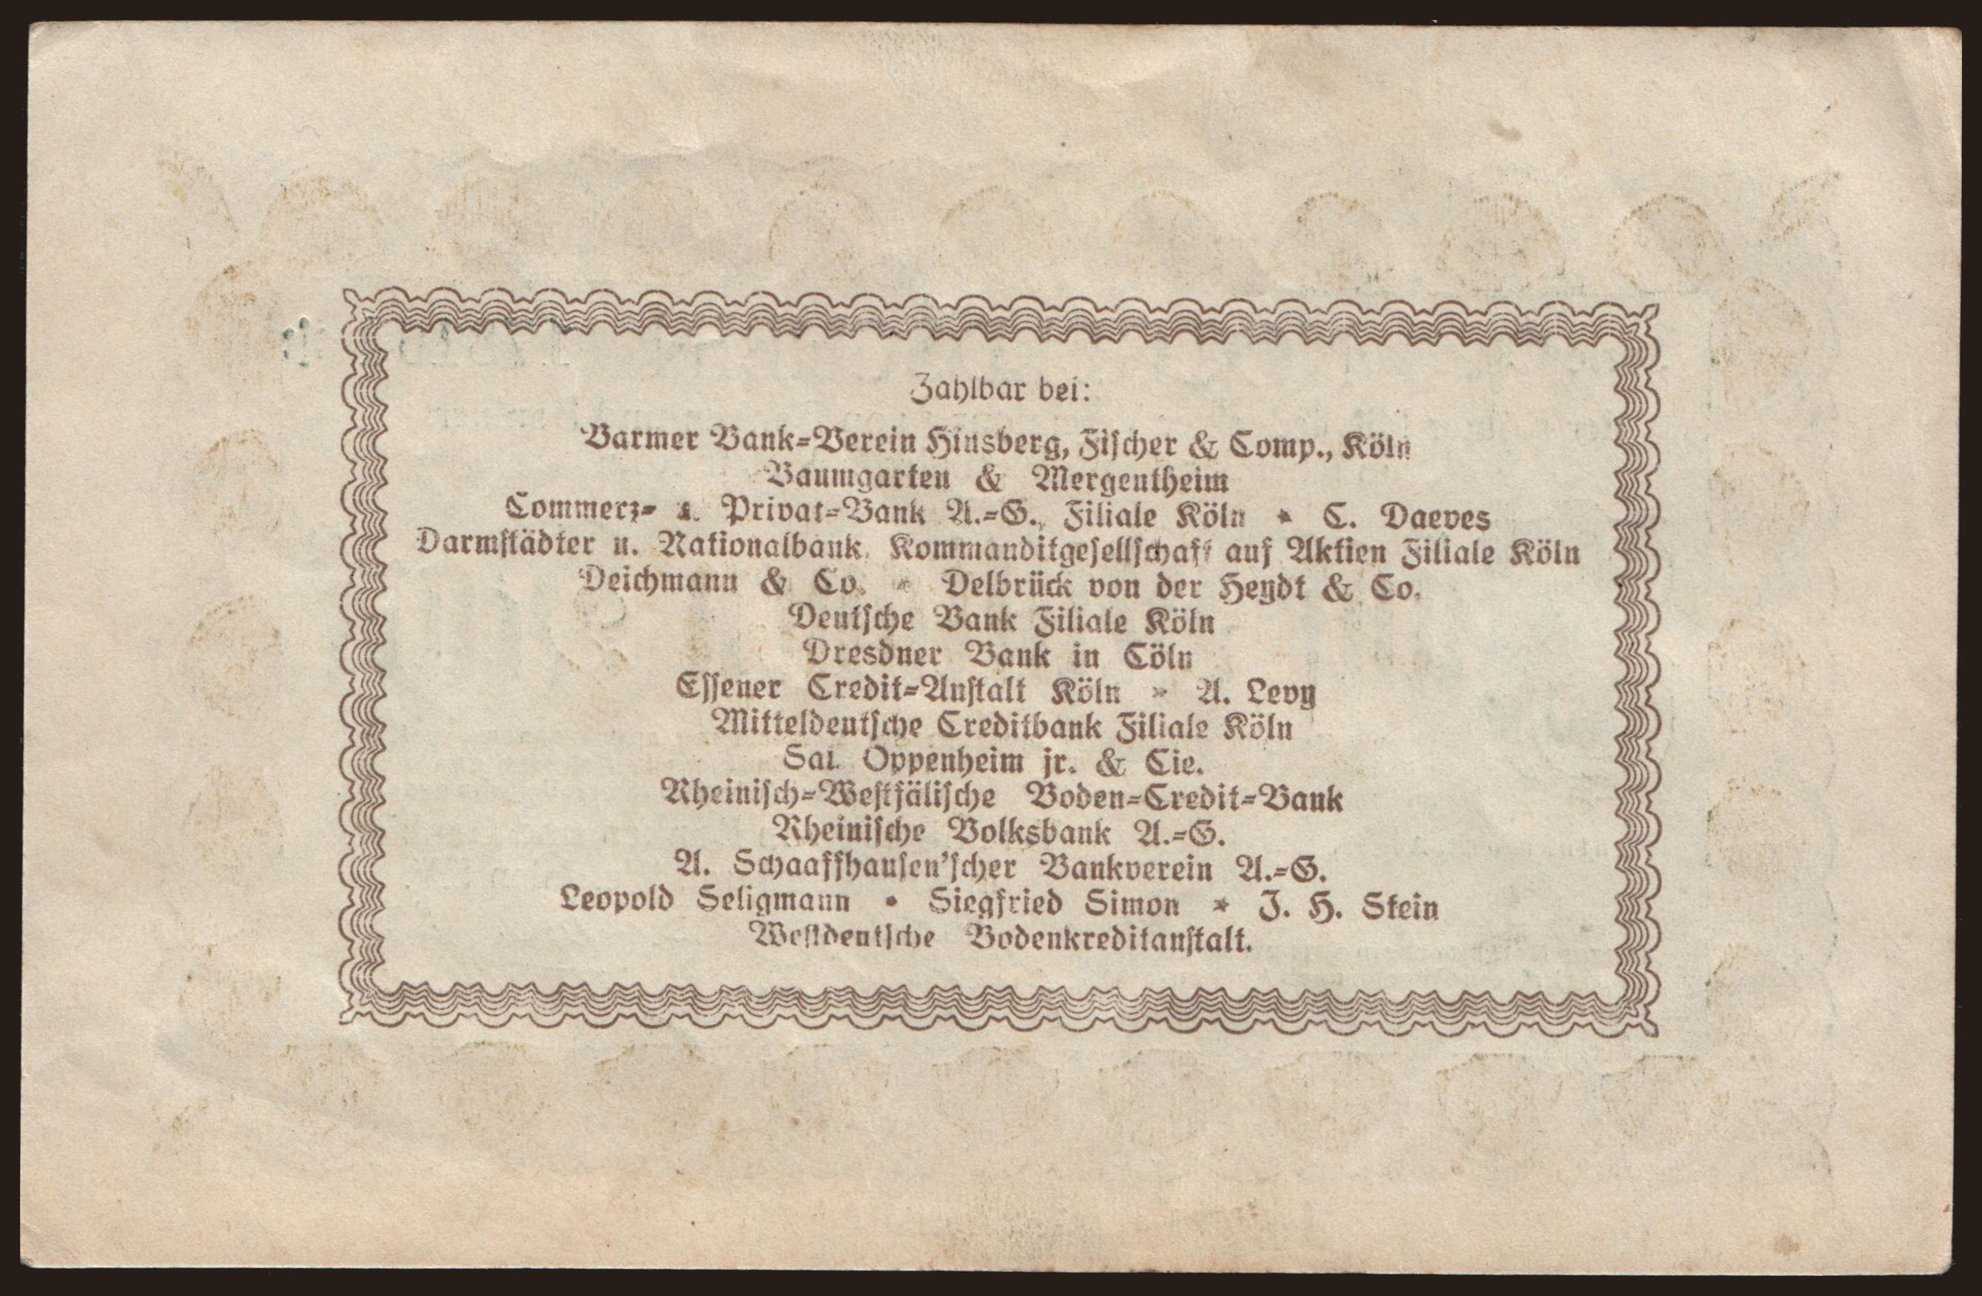 Zahlbar bei:
Barmer Bank=Verein Hinsberg, Fischer & Comp., Köln
Baumgarten & Mergentheim
Commerz= u. Privat=Bank A.=G., Filiale Köln * C. Daeves
Darmstädter u. Nationalbank, Kommanditgesellschaft auf Aktien Filiale Köln
Deichmann & Co. * Delbrück von der Heydt & Co.
Deutsche Bank Filiale Köln
Dresdner Bank in Cöln
Essener Credit=Anstalt Köln * A. Levy
Mitteldeutsche Creditbank Filiale Köln
Sal. Oppenheim jr. & Cie.
Rheinisch=Westfälische Boden=Credit=Bank
Rheinische Volksbank A.=G.
A. Schaaffhausen'scher Bankverein A.=G.
Leopold Seligmann * Siegfried Simon * J. H. Stein
Westdeutsche Bodenkreditanstalt.